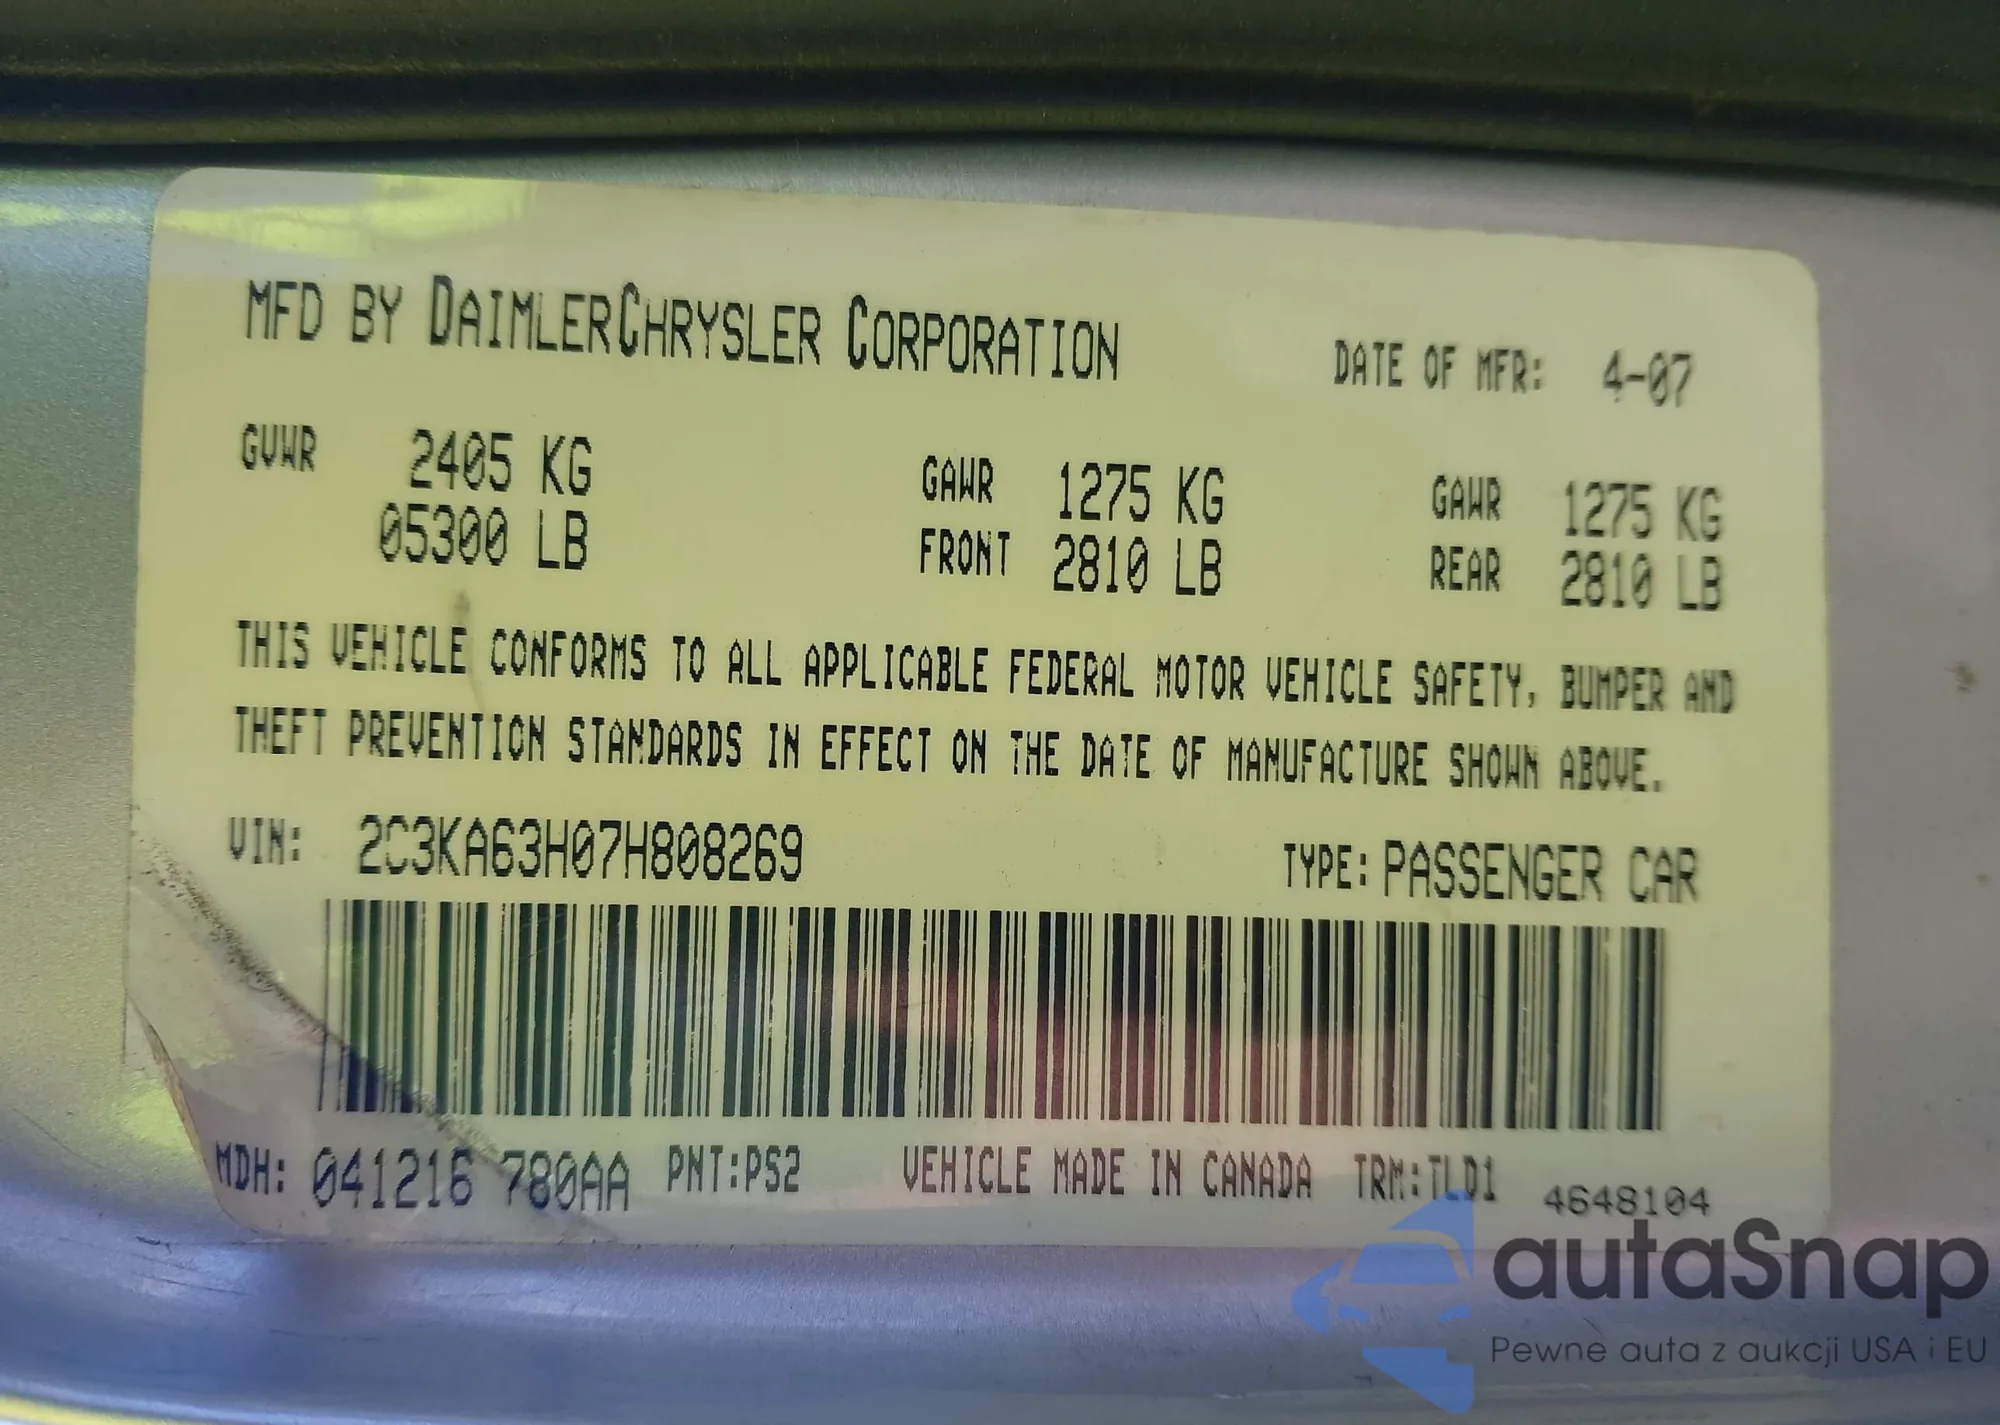 MFD BY DAIMLERCHRYSLER CORPORATION DATE OF MFR: 4-07
GVWR 2405 KG GAWR 1275 KG GAWR 1275 KG
05300 LB FRONT 2810 LB REAR 2810 LB
THIS VEHICLE CONFORMS TO ALL APPLICABLE FEDERAL MOTOR VEHICLE SAFETY, BUMPER AND
THEFT PREVENTION STANDARDS IN EFFECT ON THE DATE OF MANUFACTURE SHOWN ABOVE.
VIN: 2C3KA63H07H808269 TYPE: PASSENGER CAR
MDH: 041216 780AA PNT:PS2 VEHICLE MADE IN CANADA TRM:TLD1 4648104
autaSnap
Pewne auta z aukcji USA i EU